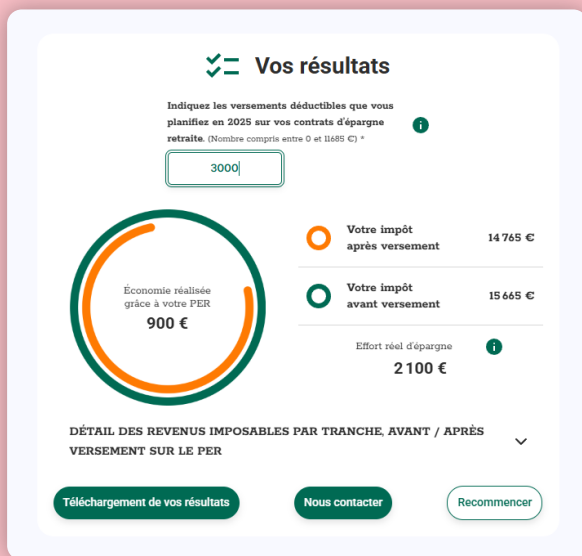 Vos résultats
Indiquez les versements déductibles que vous
planifiez en 2025 sur vos contrats d'épargne
retraite. (Nombre compris entre 0 et 11685 €) *
3000
Économie réalisée
grâce à votre PER
900 €
Votre impôt
après versement
14 765 €
Votre impôt
avant versement
15 665 €
Effort réel d'épargne
2 100 €
DÉTAIL DES REVENUS IMPOSABLES PAR TRANCHE, AVANT / APRÈS
VERSEMENT SUR LE PER
Téléchargement de vos résultats
Nous contacter
Recommencer